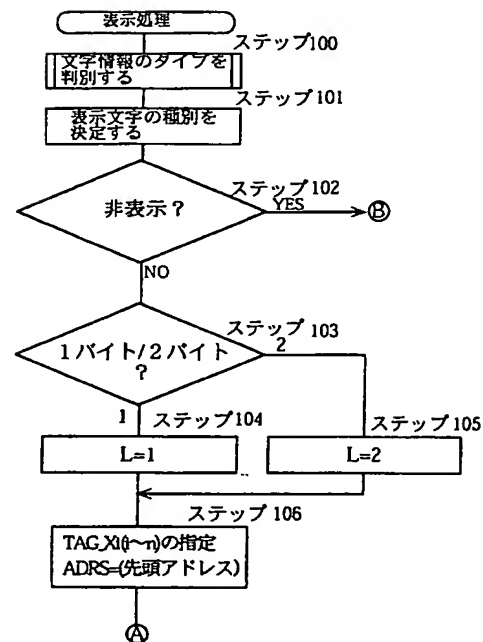 表示処理
ステップ100
文字情報のタイプを
判別する
ステップ101
表示文字の種別を
決定する
ステップ102
非表示？
YES
Ⓑ
NO
ステップ103
1バイト/2バイト
？
2
1
ステップ104
ステップ105
L=1
L=2
ステップ106
TAG_X1(i～n)の指定
ADRS=(先頭アドレス)
Ⓐ